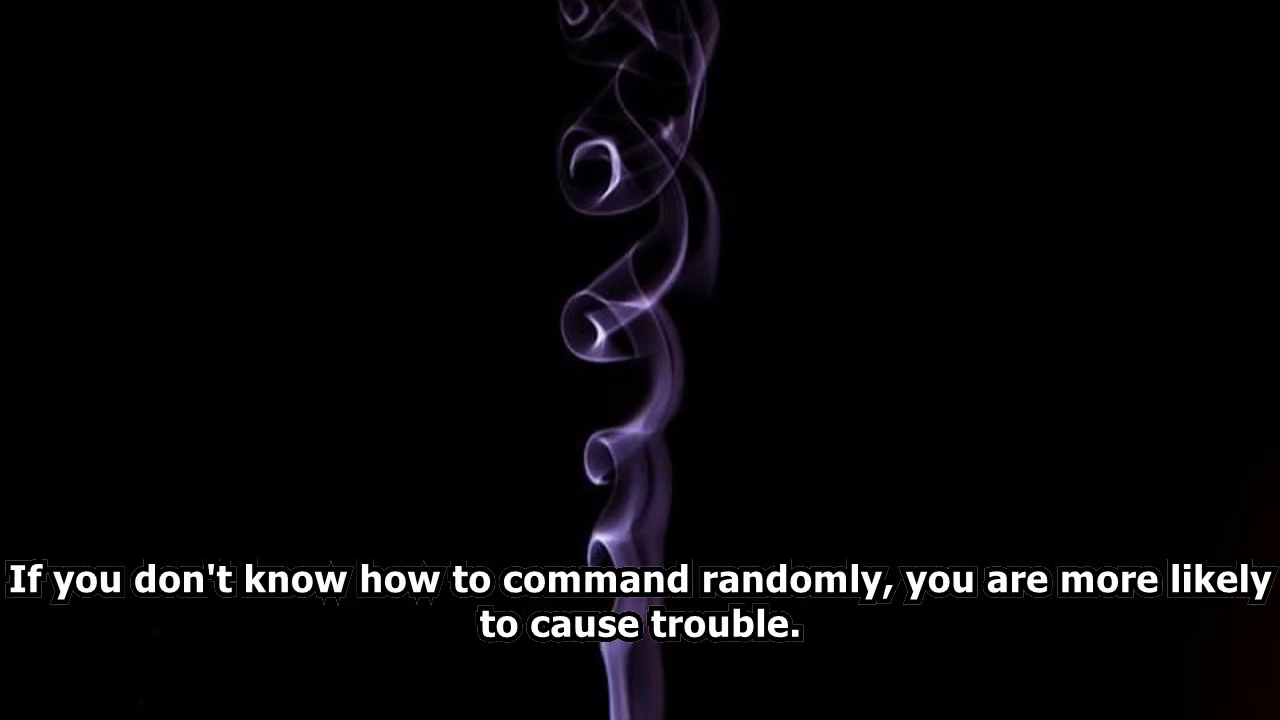 If you don't know how to command randomly, you are more likely
to cause trouble.